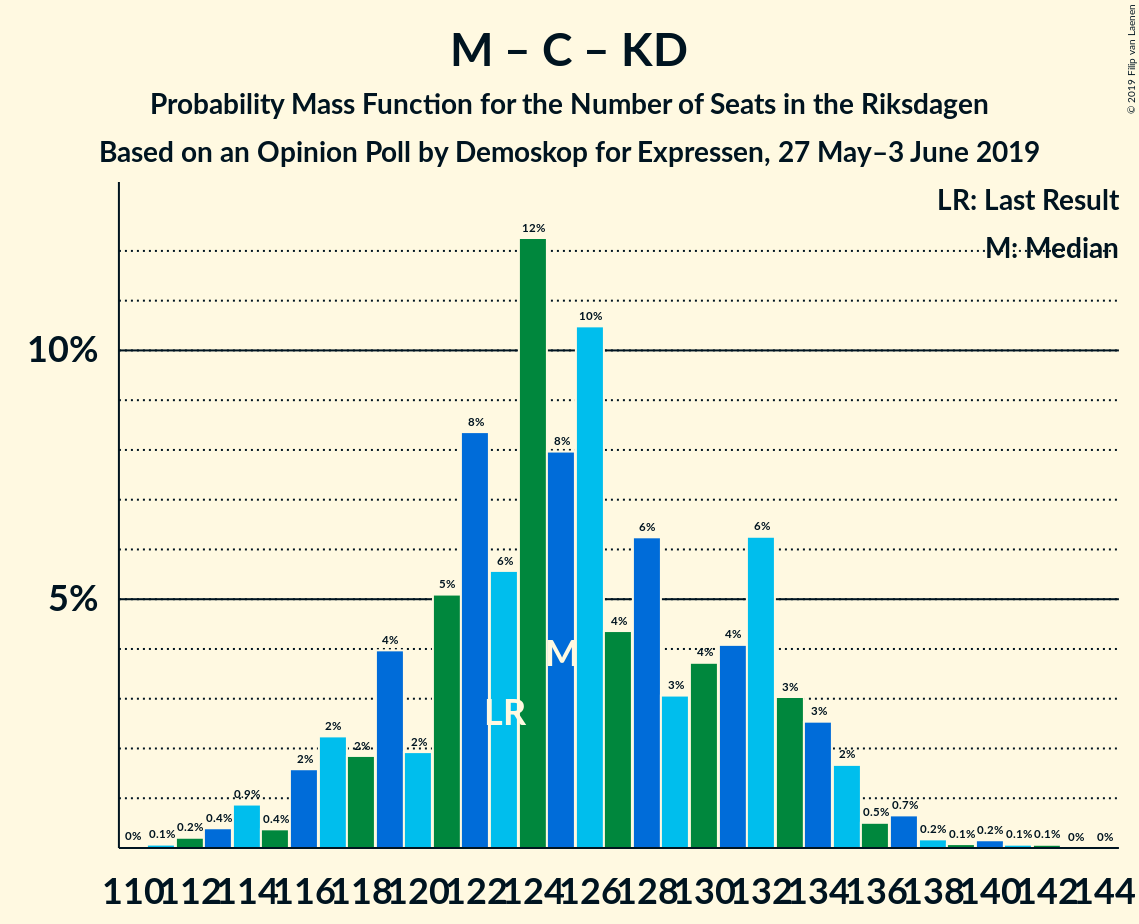 M – C – KD
Probability Mass Function for the Number of Seats in the Riksdagen
Based on an Opinion Poll by Demoskop for Expressen, 27 May–3 June 2019
© 2019 Filip van Laenen
LR: Last Result
M: Median
10%
5%
0% 0.1% 0.2% 0.4% 0.9% 0.4% 2% 2% 2% 4% 2% 5% 8% 6% 12% 8% 10% 4% 6% 3% 4% 4% 6% 3% 3% 2% 0.5% 0.7% 0.2% 0.1% 0.2% 0.1% 0.1% 0% 0%
M
LR
110 112 114 116 118 120 122 124 126 128 130 132 134 136 138 140 142 144